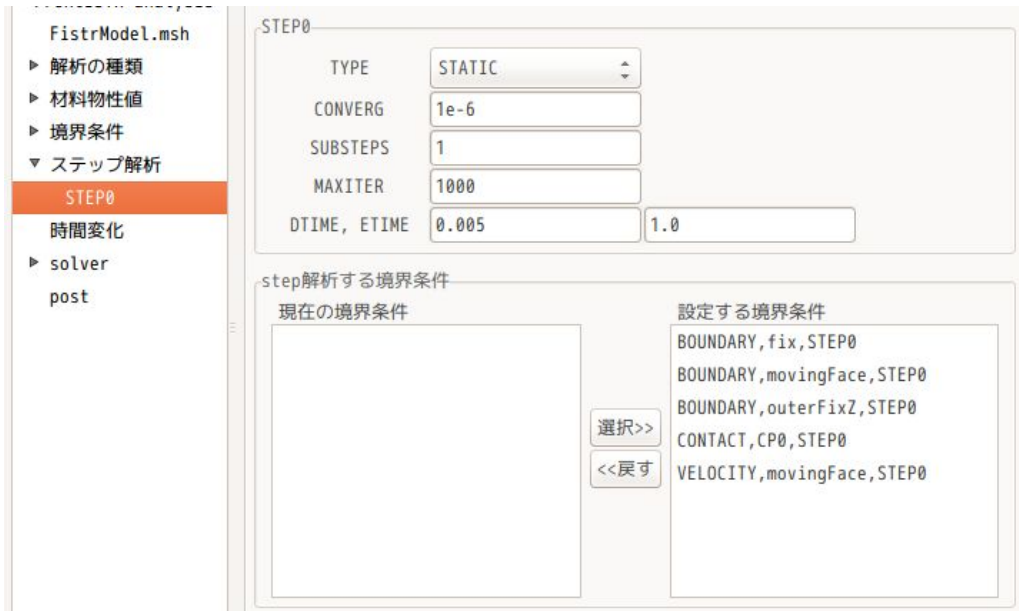 FistrModel.msh
▶ 解析の種類
▶ 材料物性値
▶ 境界条件
▼ ステップ解析
STEP0
時間変化
▶ solver
post
STEP0
TYPE STATIC
CONVERG 1e-6
SUBSTEPS 1
MAXITER 1000
DTIME, ETIME 0.005 1.0
step解析する境界条件
現在の境界条件
選択>>
<<戻す
設定する境界条件
BOUNDARY,fix,STEP0
BOUNDARY,movingFace,STEP0
BOUNDARY,outerFixZ,STEP0
CONTACT,CP0,STEP0
VELOCITY,movingFace,STEP0